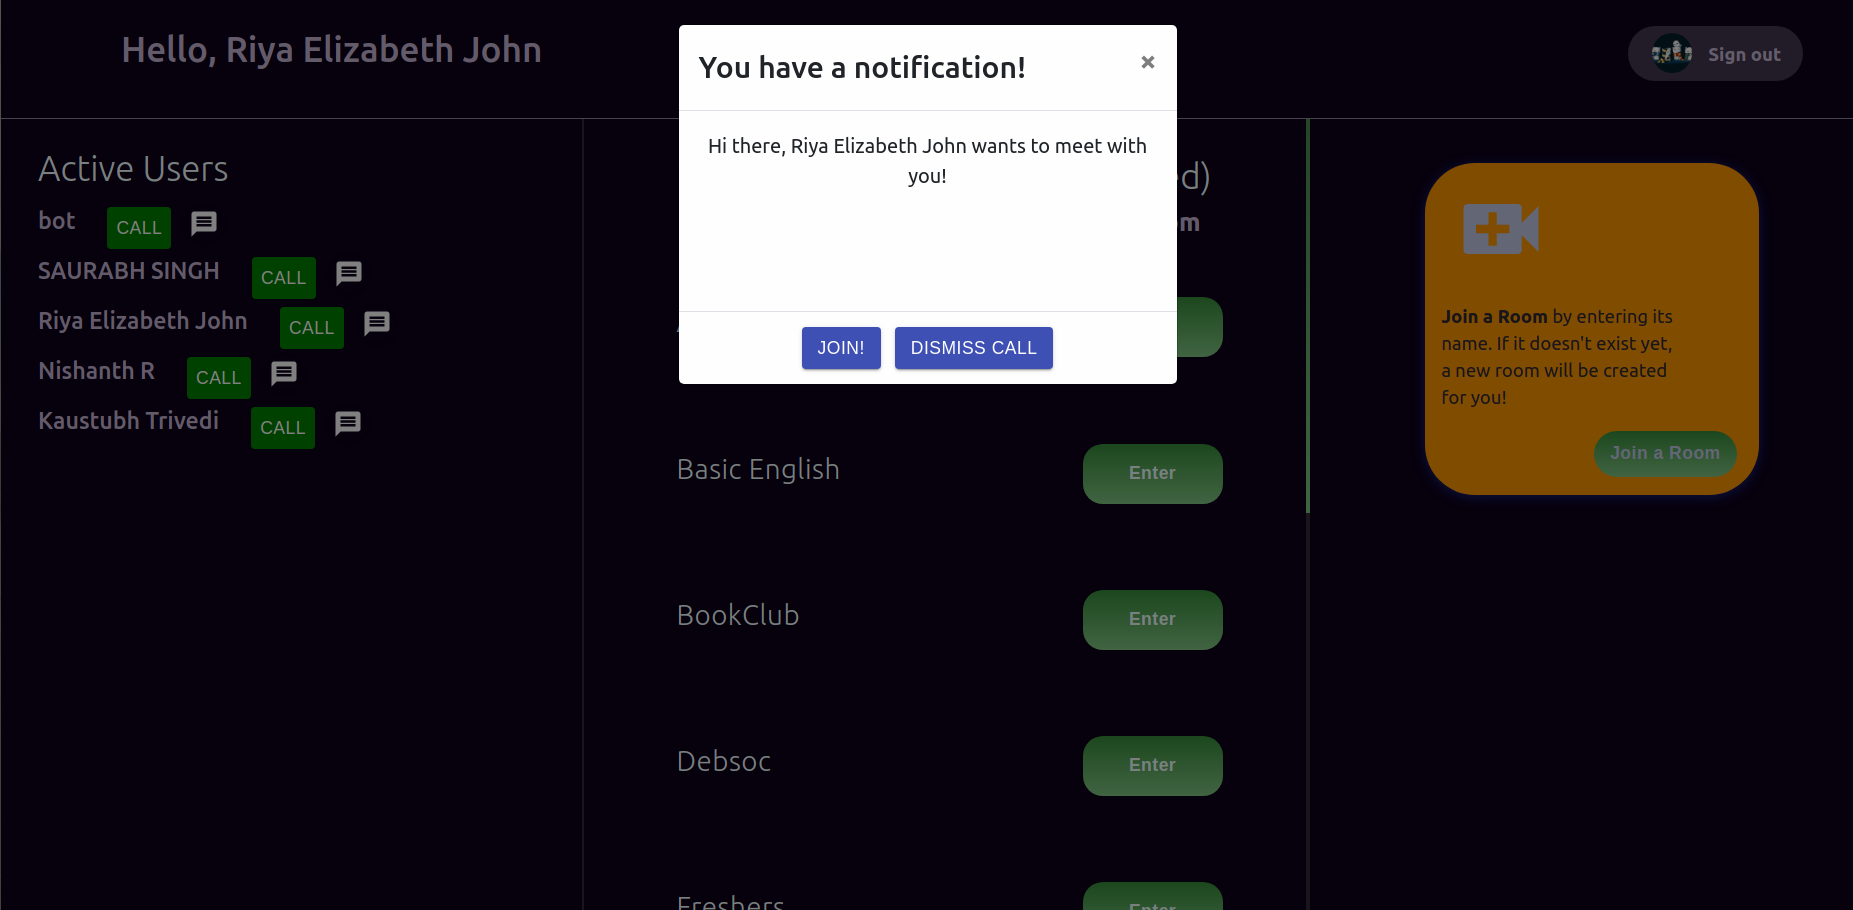 Hello, Riya Elizabeth John
Sign out
You have a notification!
×
Hi there, Riya Elizabeth John wants to meet with
you!
JOIN!
DISMISS CALL
Active Users
bot CALL
SAURABH SINGH CALL
Riya Elizabeth John CALL
Nishanth R CALL
Kaustubh Trivedi CALL
ed)
om
Basic English Enter
BookClub Enter
Debsoc Enter
Freshers Enter
Join a Room by entering its
name. If it doesn't exist yet,
a new room will be created
for you!
Join a Room